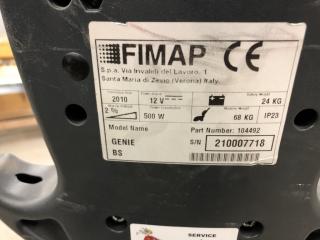 FIMAP CE
S.p.a. Via Invalidi del Lavoro, 1
Santa Maria di Zevio (Verona) Italy.
2010 12 V 24 KG
2 % 500 W 68 KG IP23
Model Name Part Number: 104492
GENIE S/N 210007718
BS
SERVICE